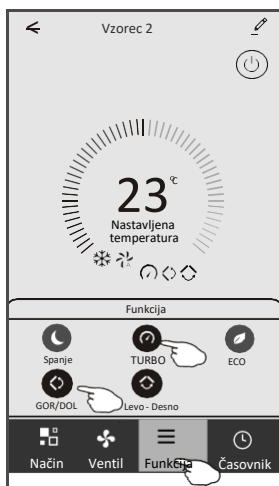 Vzorec 2
23°C
Nastavljena
temperatura
Funkcija
Spanje
TURBO
ECO
GOR/DOL
Levo - Desno
Način
Ventil
Funkcija
Časovnik